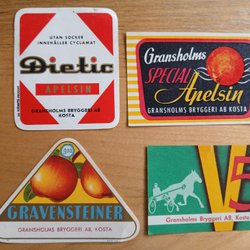 UTAN SOCKER
INNEHÅLLER CYCLAMAT
Dietic
APELSIN
GRANSHOLMS BRYGGERI AB
KOSTA
Gransholms
SPECIAL
Apelsin
GRANSHOLMS BRYGGERI AB, KOSTA
GRAVENSTEINER
GRANSHOLMS BRYGGERI AB, KOSTA
V5
Gransholms Bryggeri AB, Kosta